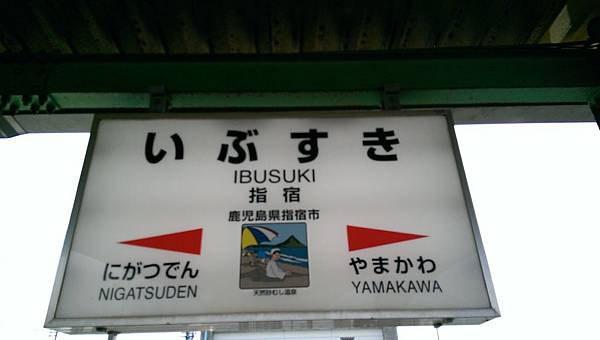 いぶすき
IBUSUKI
指宿
鹿児島県指宿市
にがつでん
NIGATSUDEN
やまかわ
YAMAKAWA
天然砂むし温泉